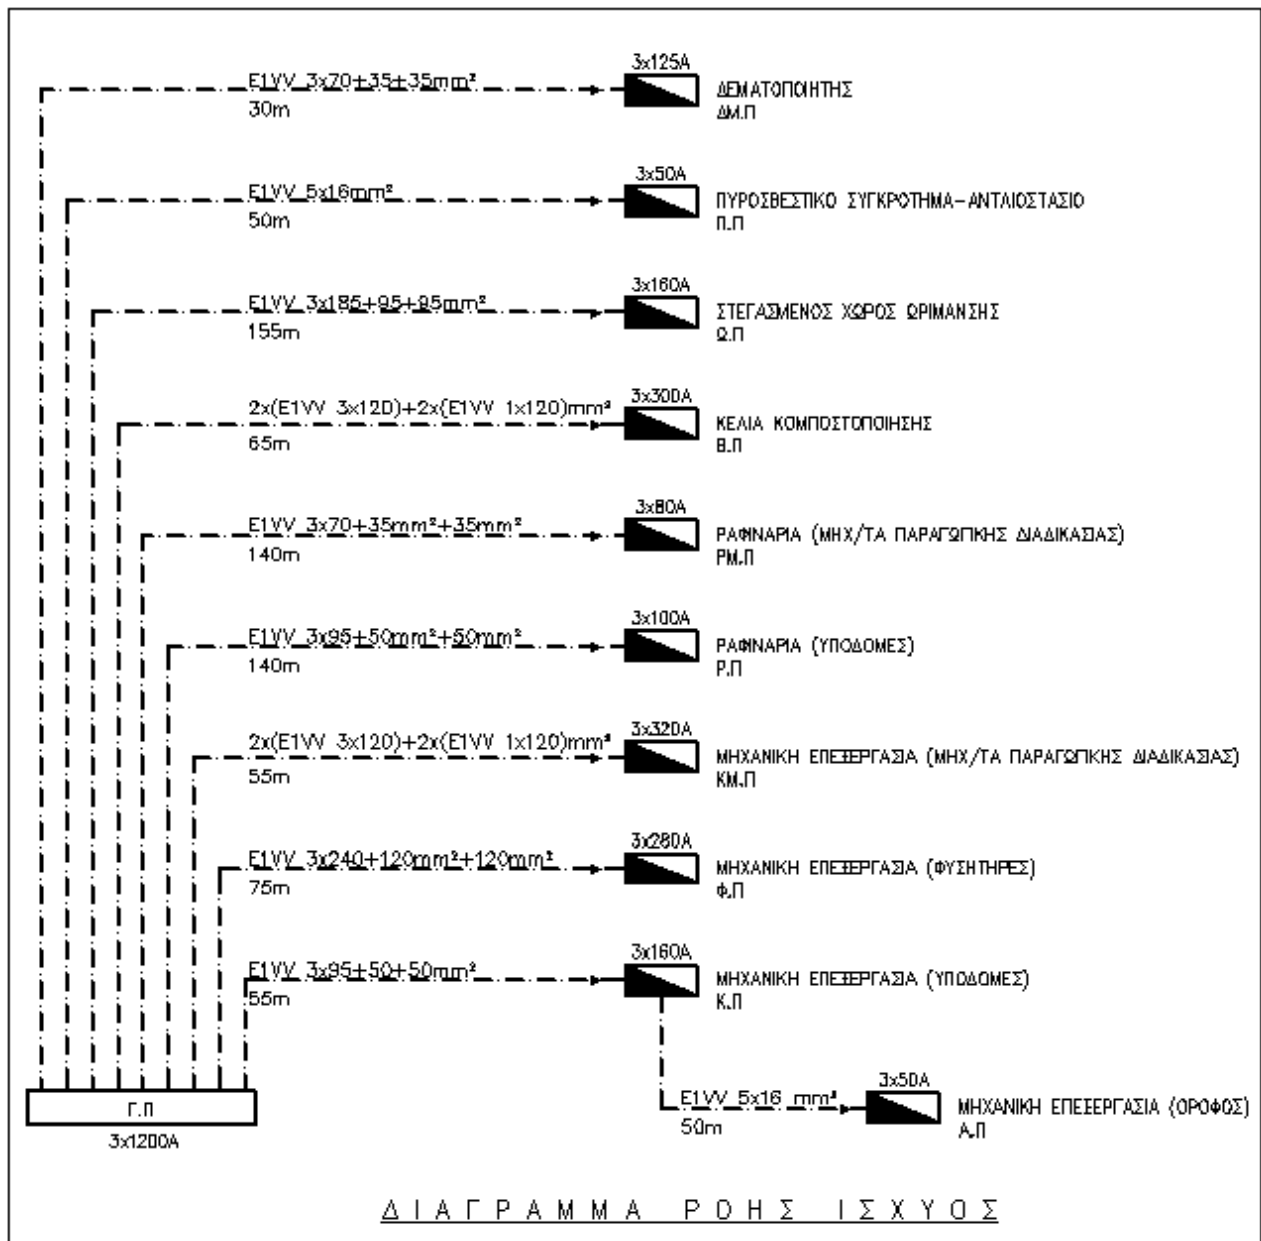 3x125A
E1VV 3x70+35+35mm²
30m
ΔΕΜΑΤΟΠΟΙΗΤΗΣ
ΔΜ.Π
3x50A
E1VV 5x16mm²
50m
ΠΥΡΟΣΒΕΣΤΙΚΟ ΣΥΓΚΡΟΤΗΜΑ-ΑΝΤΛΙΟΣΤΑΣΙΟ
Π.Π
3x160A
E1VV 3x185+95+95mm²
155m
ΣΤΕΓΑΣΜΕΝΟΣ ΧΩΡΟΣ ΩΡΙΜΑΝΣΗΣ
Ω.Π
3x300A
2x(E1VV 3x120)+2x(E1VV 1x120)mm²
65m
ΚΕΛΙΑ ΚΟΜΠΟΣΤΟΠΟΙΗΣΗΣ
Β.Π
3x80A
E1VV 3x70+35mm²+35mm²
140m
ΡΑΦΙΝΑΡΙΑ (ΜΗΧ/ΤΑ ΠΑΡΑΓΩΓΙΚΗΣ ΔΙΑΔΙΚΑΣΙΑΣ)
ΡΜ.Π
3x100A
E1VV 3x95+50mm²+50mm²
140m
ΡΑΦΙΝΑΡΙΑ (ΥΠΟΔΟΜΕΣ)
Ρ.Π
3x320A
2x(E1VV 3x120)+2x(E1VV 1x120)mm²
55m
ΜΗΧΑΝΙΚΗ ΕΠΕΞΕΡΓΑΣΙΑ (ΜΗΧ/ΤΑ ΠΑΡΑΓΩΓΙΚΗΣ ΔΙΑΔΙΚΑΣΙΑΣ)
ΚΜ.Π
3x280A
E1VV 3x240+120mm²+120mm²
75m
ΜΗΧΑΝΙΚΗ ΕΠΕΞΕΡΓΑΣΙΑ (ΦΥΣΗΤΗΡΕΣ)
Φ.Π
3x160A
E1VV 3x95+50+50mm²
55m
ΜΗΧΑΝΙΚΗ ΕΠΕΞΕΡΓΑΣΙΑ (ΥΠΟΔΟΜΕΣ)
Κ.Π
3x50A
E1VV 5x16 mm²
50m
ΜΗΧΑΝΙΚΗ ΕΠΕΞΕΡΓΑΣΙΑ (ΟΡΟΦΟΣ)
Α.Π
Γ.Π
3x1200A
ΔΙΑΓΡΑΜΜΑ ΡΟΗΣ ΙΣΧΥΟΣ